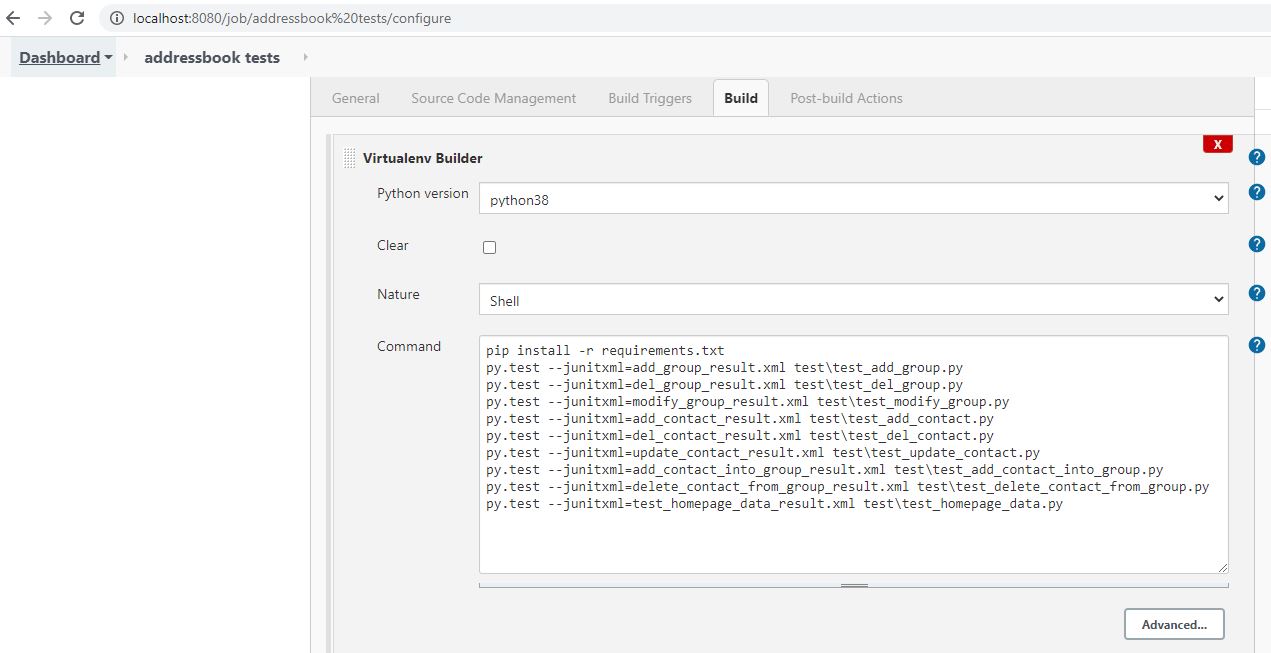 localhost:8080/job/addressbook%20tests/configure
Dashboard addressbook tests
General Source Code Management Build Triggers Build Post-build Actions
X
Virtualenv Builder ?
Python version python38 ?
Clear ?
Nature Shell ?
Command ?
pip install -r requirements.txt
py.test --junitxml=add_group_result.xml test\test_add_group.py
py.test --junitxml=del_group_result.xml test\test_del_group.py
py.test --junitxml=modify_group_result.xml test\test_modify_group.py
py.test --junitxml=add_contact_result.xml test\test_add_contact.py
py.test --junitxml=del_contact_result.xml test\test_del_contact.py
py.test --junitxml=update_contact_result.xml test\test_update_contact.py
py.test --junitxml=add_contact_into_group_result.xml test\test_add_contact_into_group.py
py.test --junitxml=delete_contact_from_group_result.xml test\test_delete_contact_from_group.py
py.test --junitxml=test_homepage_data_result.xml test\test_homepage_data.py
Advanced...